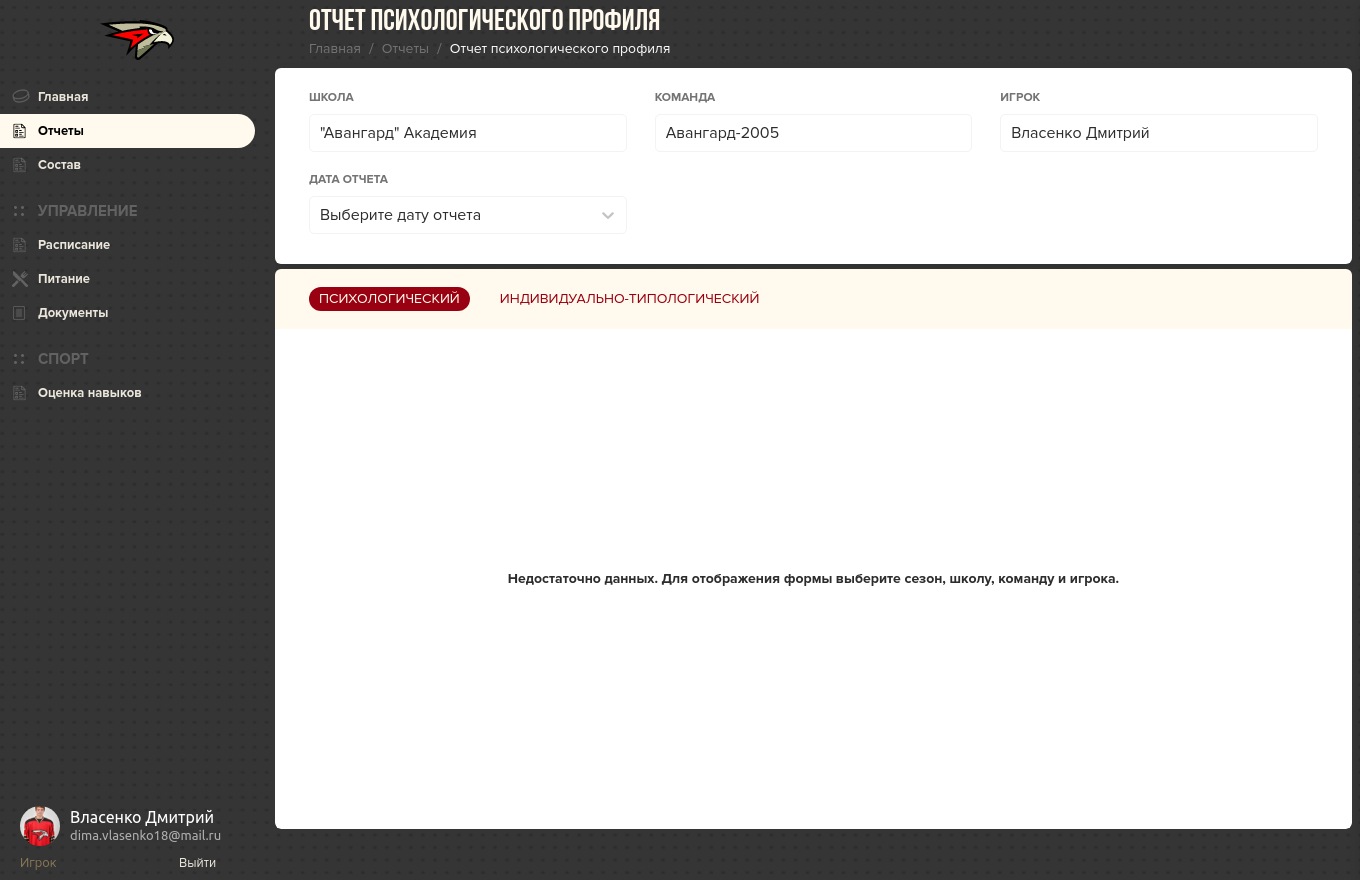 ОТЧЕТ ПСИХОЛОГИЧЕСКОГО ПРОФИЛЯ
Главная / Отчеты / Отчет психологического профиля
Главная
Отчеты
Состав
УПРАВЛЕНИЕ
Расписание
Питание
Документы
СПОРТ
Оценка навыков
ШКОЛА
КОМАНДА
ИГРОК
"Авангард" Академия
Авангард-2005
Власенко Дмитрий
ДАТА ОТЧЕТА
Выберите дату отчета
ПСИХОЛОГИЧЕСКИЙ
ИНДИВИДУАЛЬНО-ТИПОЛОГИЧЕСКИЙ
Недостаточно данных. Для отображения формы выберите сезон, школу, команду и игрока.
Власенко Дмитрий
dima.vlasenko18@mail.ru
Игрок
Выйти